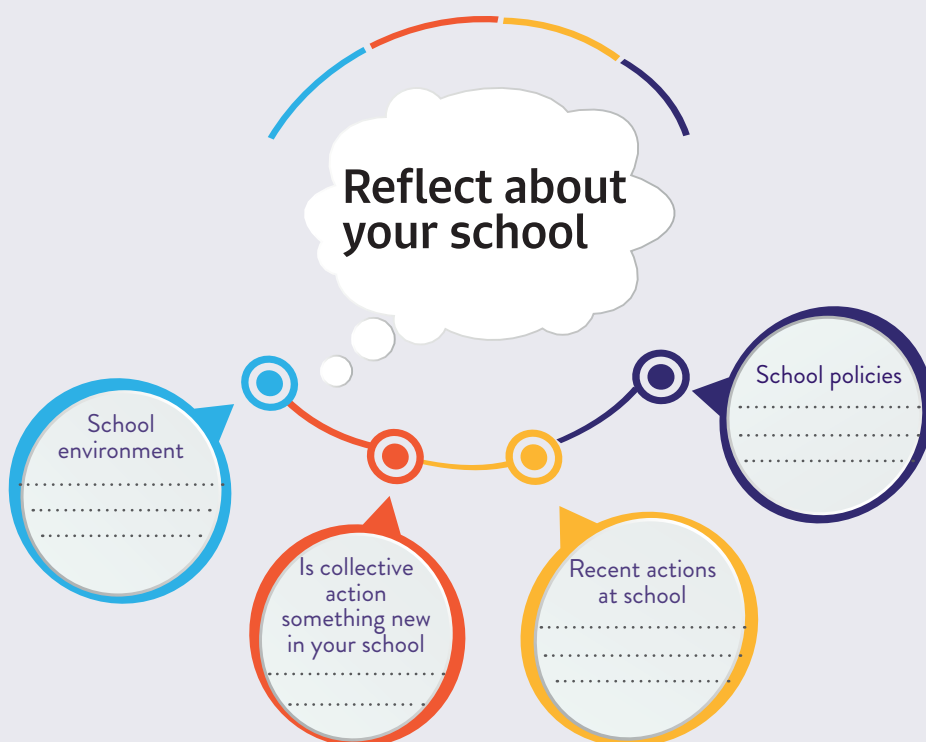 Reflect about
your school
School
environment
Is collective
action
something new
in your school
Recent actions
at school
School policies